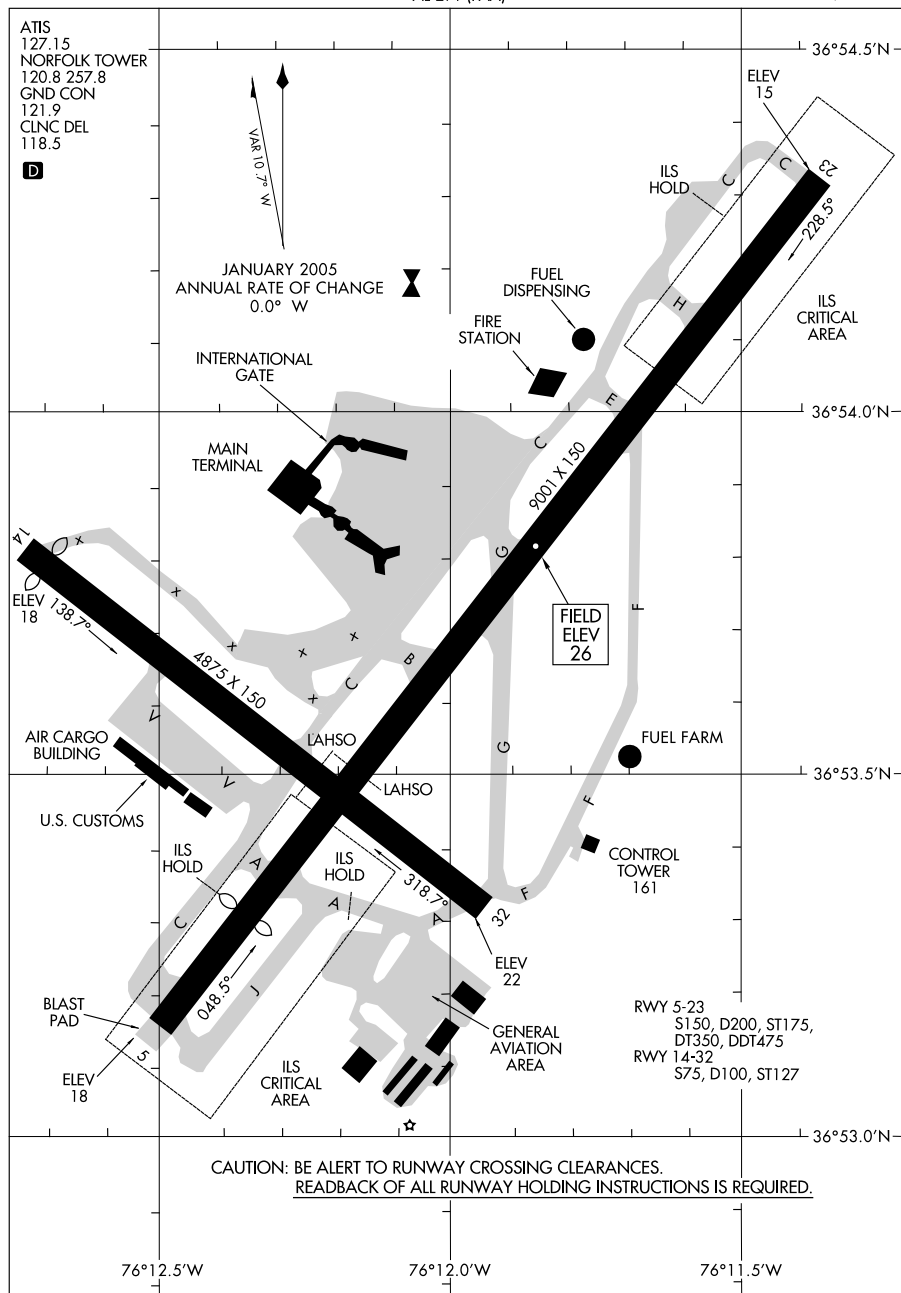 ATIS
127.15
NORFOLK TOWER
120.8 257.8
GND CON
121.9
CLNC DEL
118.5
D
VAR 10.7° W
JANUARY 2005
ANNUAL RATE OF CHANGE
0.0° W
36°54.5'N
ELEV
15
C
C
23
ILS
HOLD
228.5°
H
ILS
CRITICAL
AREA
FUEL
DISPENSING
FIRE
STATION
INTERNATIONAL
GATE
MAIN
TERMINAL
36°54.0'N
E
C
9001 X 150
G
14
x
ELEV
18
138.7°
x
x
x
x
x
4875 X 150
FIELD
ELEV
26
F
B
C
V
V
AIR CARGO
BUILDING
U.S. CUSTOMS
LAHSO
LAHSO
G
FUEL FARM
36°53.5'N
F
CONTROL
TOWER
161
ILS
HOLD
A
ILS
HOLD
A
318.7°
A
32
F
C
048.5°
J
ELEV
22
BLAST
PAD
5
ELEV
18
ILS
CRITICAL
AREA
GENERAL
AVIATION
AREA
RWY 5-23
S150, D200, ST175,
DT350, DDT475
RWY 14-32
S75, D100, ST127
36°53.0'N
CAUTION: BE ALERT TO RUNWAY CROSSING CLEARANCES.
READBACK OF ALL RUNWAY HOLDING INSTRUCTIONS IS REQUIRED.
76°12.5'W
76°12.0'W
76°11.5'W